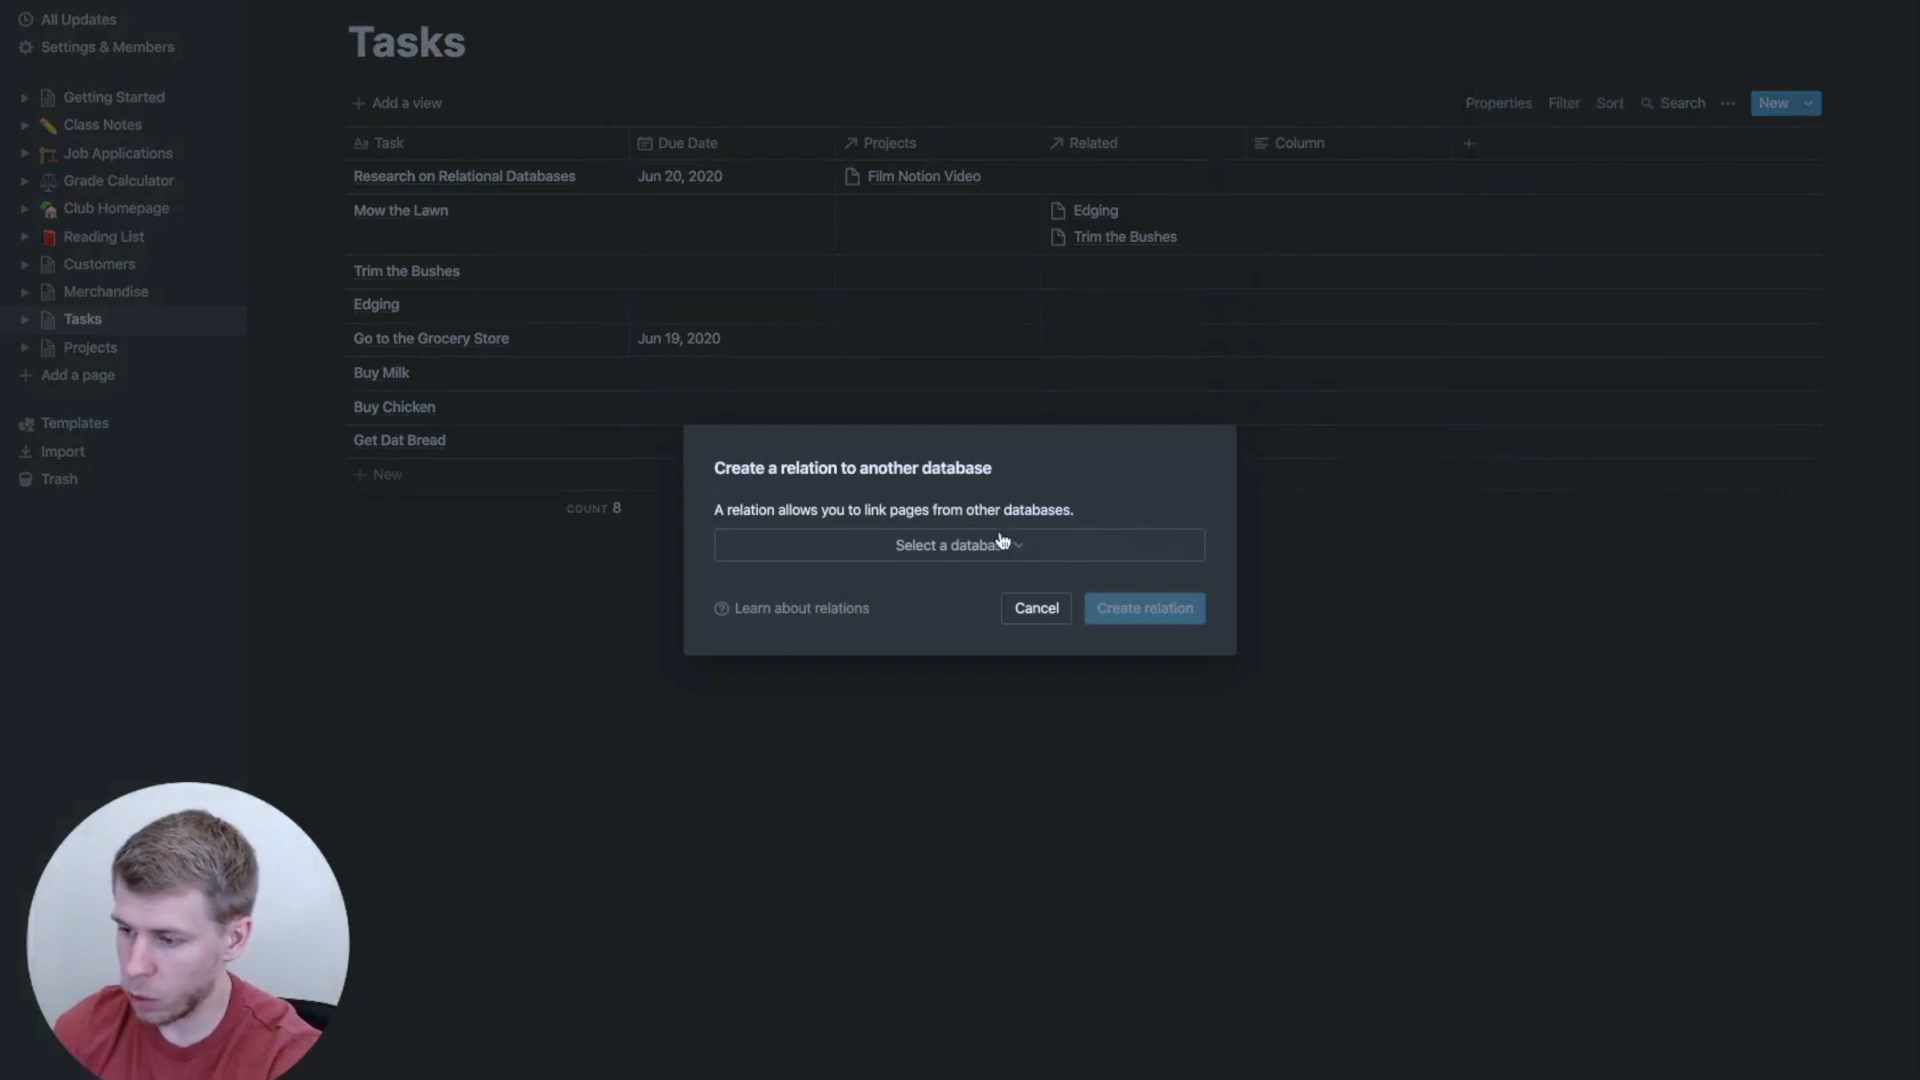 All Updates
Settings & Members
Getting Started
Class Notes
Job Applications
Grade Calculator
Club Homepage
Reading List
Customers
Merchandise
Tasks
Projects
Add a page
Templates
Import
Trash
Tasks
Add a view
Properties Filter Sort Search New
Aa Task Due Date Projects Related Column
Research on Relational Databases Jun 20, 2020 Film Notion Video
Mow the Lawn Edging
Trim the Bushes
Trim the Bushes
Edging
Go to the Grocery Store Jun 19, 2020
Buy Milk
Buy Chicken
Get Dat Bread
New
COUNT 8
Create a relation to another database
A relation allows you to link pages from other databases.
Select a
Learn about relations Cancel Create relation